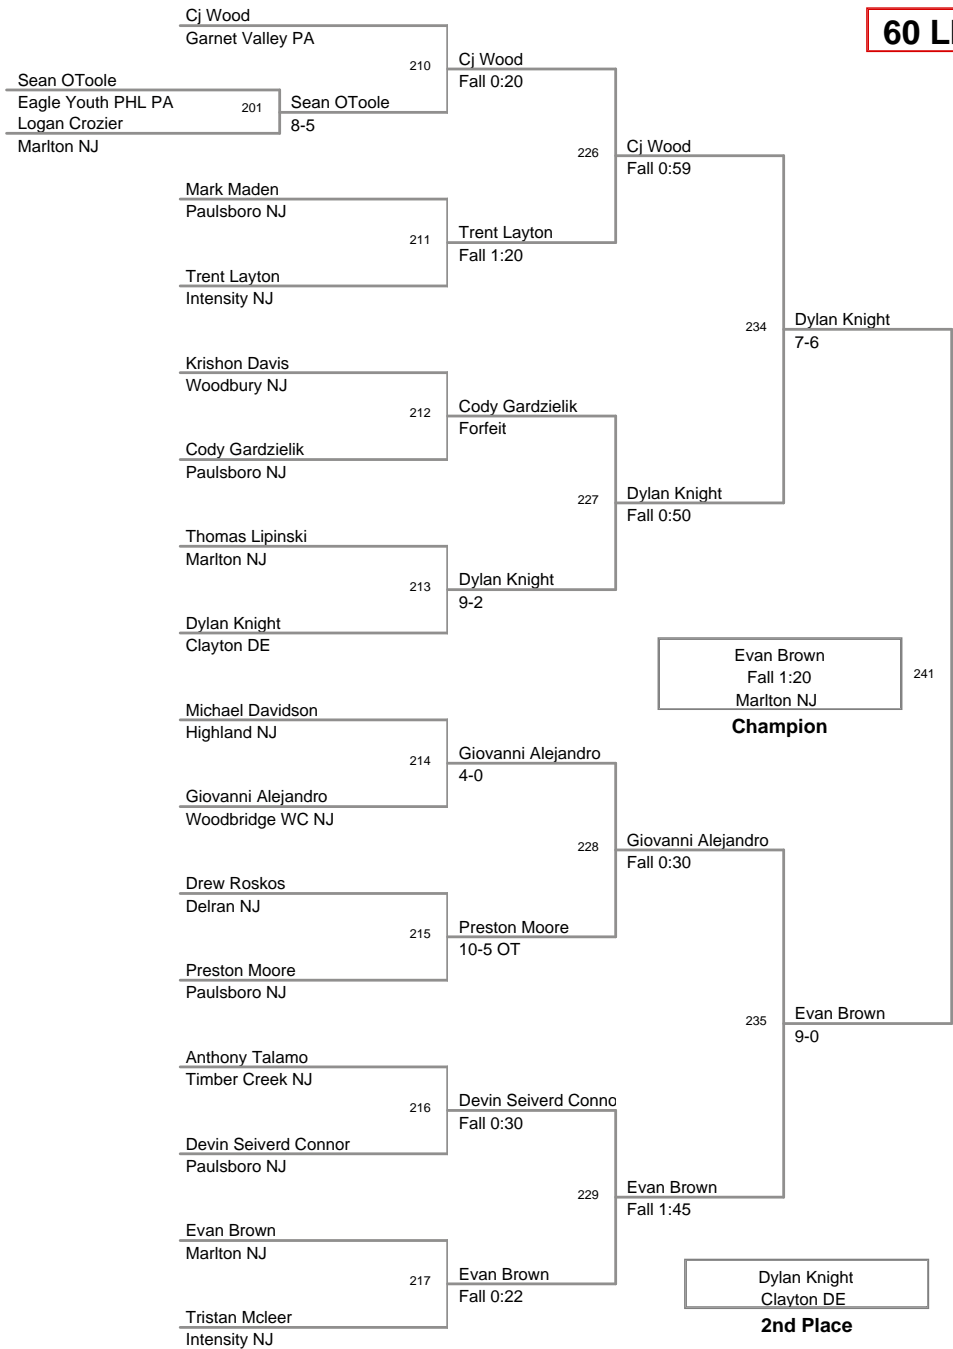 Cj Wood
Garnet Valley PA
60 L
210
Cj Wood
Fall 0:20
Sean OToole
Eagle Youth PHL PA
201
Sean OToole
8-5
Logan Crozier
Marlton NJ
226
Cj Wood
Fall 0:59
Mark Maden
Paulsboro NJ
211
Trent Layton
Fall 1:20
Trent Layton
Intensity NJ
234
Dylan Knight
7-6
Krishon Davis
Woodbury NJ
212
Cody Gardzielik
Forfeit
Cody Gardzielik
Paulsboro NJ
227
Dylan Knight
Fall 0:50
Thomas Lipinski
Marlton NJ
213
Dylan Knight
9-2
Dylan Knight
Clayton DE
Evan Brown
Fall 1:20
Marlton NJ
241
Champion
Michael Davidson
Highland NJ
214
Giovanni Alejandro
4-0
Giovanni Alejandro
Woodbridge WC NJ
228
Giovanni Alejandro
Fall 0:30
Drew Roskos
Delran NJ
215
Preston Moore
10-5 OT
Preston Moore
Paulsboro NJ
235
Evan Brown
9-0
Anthony Talamo
Timber Creek NJ
216
Devin Seiverd Conno
Fall 0:30
Devin Seiverd Connor
Paulsboro NJ
229
Evan Brown
Fall 1:45
Evan Brown
Marlton NJ
217
Evan Brown
Fall 0:22
Tristan Mcleer
Intensity NJ
Dylan Knight
Clayton DE
2nd Place